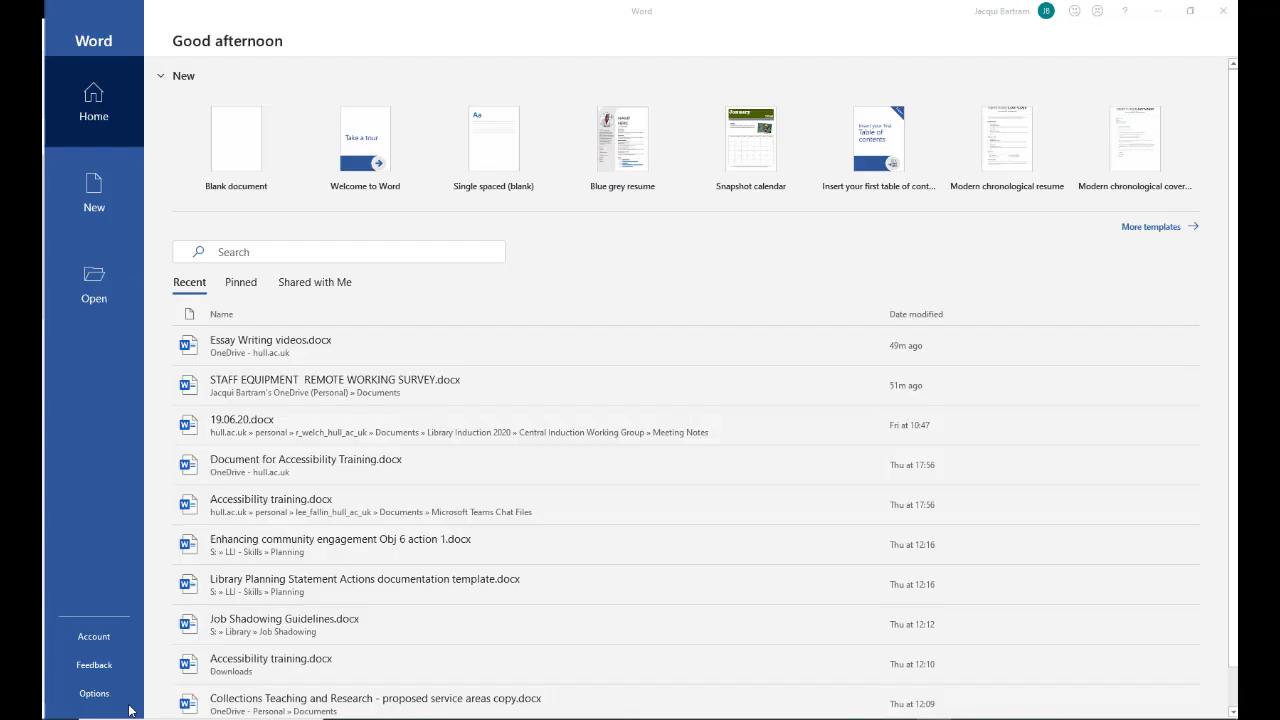 Word
Jacqui Bartram JB ?
Word
Good afternoon
Home
New
Open
Account
Feedback
Options
New
Take a tour
Aa
January
Insert your first
Table of
contents
Blank document
Welcome to Word
Single spaced (blank)
Blue grey resume
Snapshot calendar
Insert your first table of cont...
Modern chronological resume
Modern chronological cover...
More templates
Search
Recent Pinned Shared with Me
Name Date modified
Essay Writing videos.docx
OneDrive - hull.ac.uk
49m ago
STAFF EQUIPMENT  REMOTE WORKING SURVEY.docx
Jacqui Bartram's OneDrive (Personal) » Documents
51m ago
19.06.20.docx
hull.ac.uk » personal » r_welch_hull_ac_uk » Documents » Library Induction 2020 » Central Induction Working Group » Meeting Notes
Fri at 10:47
Document for Accessibility Training.docx
OneDrive - hull.ac.uk
Thu at 17:56
Accessibility training.docx
hull.ac.uk » personal » lee_fallin_hull_ac_uk » Documents » Microsoft Teams Chat Files
Thu at 17:56
Enhancing community engagement Obj 6 action 1.docx
S: » LLI - Skills » Planning
Thu at 12:16
Library Planning Statement Actions documentation template.docx
S: » LLI - Skills » Planning
Thu at 12:16
Job Shadowing Guidelines.docx
S: » Library » Job Shadowing
Thu at 12:12
Accessibility training.docx
Downloads
Thu at 12:10
Collections Teaching and Research - proposed service areas copy.docx
OneDrive - Personal » Documents
Thu at 12:09